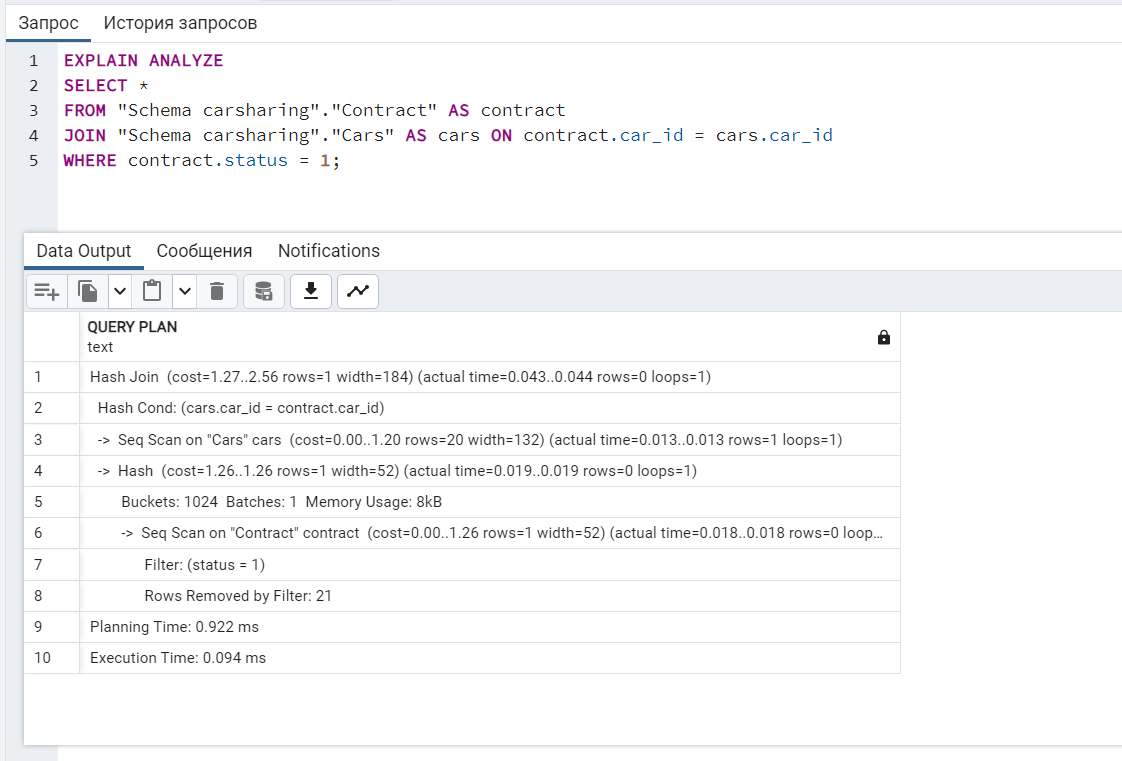 Запрос История запросов
1 EXPLAIN ANALYZE
2 SELECT *
3 FROM "Schema carsharing"."Contract" AS contract
4 JOIN "Schema carsharing"."Cars" AS cars ON contract.car_id = cars.car_id
5 WHERE contract.status = 1;
Data Output Сообщения Notifications
QUERY PLAN
text
1 Hash Join (cost=1.27..2.56 rows=1 width=184) (actual time=0.043..0.044 rows=0 loops=1)
2 Hash Cond: (cars.car_id = contract.car_id)
3 -> Seq Scan on "Cars" cars (cost=0.00..1.20 rows=20 width=132) (actual time=0.013..0.013 rows=1 loops=1)
4 -> Hash (cost=1.26..1.26 rows=1 width=52) (actual time=0.019..0.019 rows=0 loops=1)
5 Buckets: 1024 Batches: 1 Memory Usage: 8kB
6 -> Seq Scan on "Contract" contract (cost=0.00..1.26 rows=1 width=52) (actual time=0.018..0.018 rows=0 loop...
7 Filter: (status = 1)
8 Rows Removed by Filter: 21
9 Planning Time: 0.922 ms
10 Execution Time: 0.094 ms